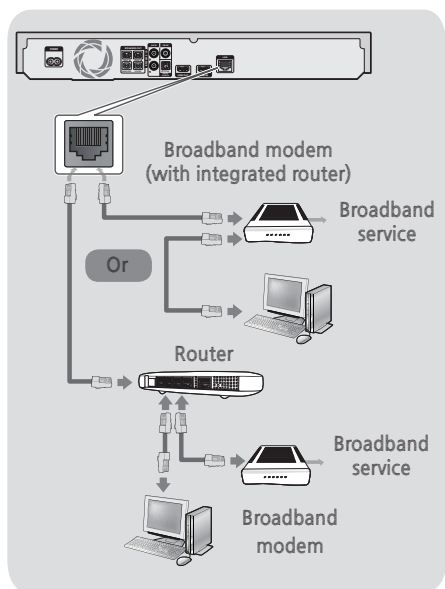 Broadband modem
(with integrated router)
Broadband
service
Or
Router
Broadband
service
Broadband
modem